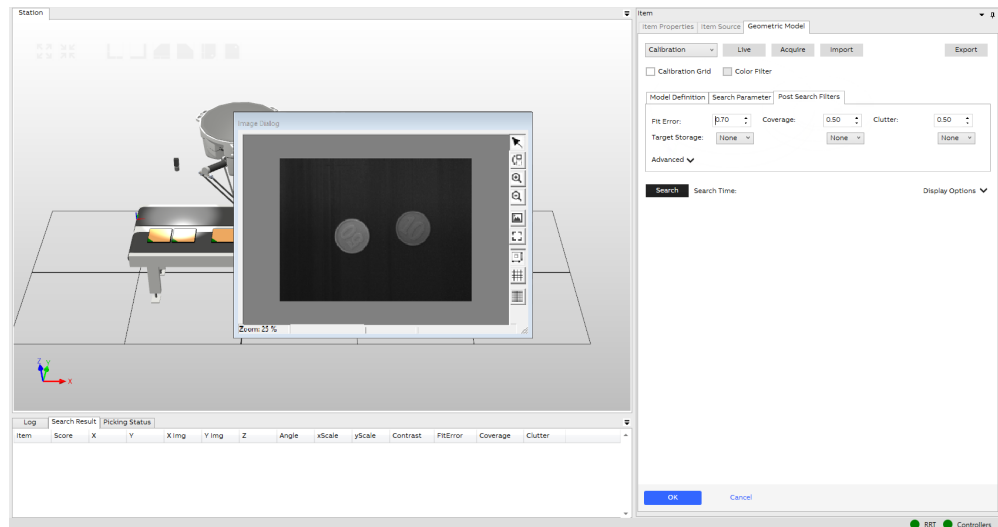 Station
Item
Item Properties Item Source Geometric Model
Calibration Live Acquire Import Export
Calibration Grid Color Filter
Model Definition Search Parameter Post Search Filters
Fit Error: 0.70 Coverage: 0.50 Clutter: 0.50
Target Storage: None None None
Advanced
Search Search Time: Display Options
Image Dialog
Zoom: 25 %
Z Y
X
Log Search Result Picking Status
Item Score X Y X Img Y Img Z Angle xScale yScale Contrast FitError Coverage Clutter
OK Cancel
RRT Controllers